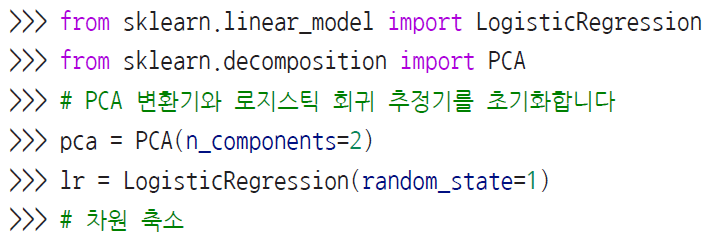 >>> from sklearn.linear_model import LogisticRegression
>>> from sklearn.decomposition import PCA
>>> # PCA 변환기와 로지스틱 회귀 추정기를 초기화합니다
>>> pca = PCA(n_components=2)
>>> lr = LogisticRegression(random_state=1)
>>> # 차원 축소